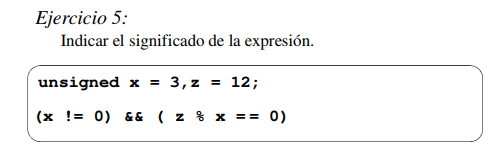 Ejercicio 5:
Indicar el significado de la expresión.
unsigned x = 3,z = 12;
(x != 0) && ( z % x == 0)